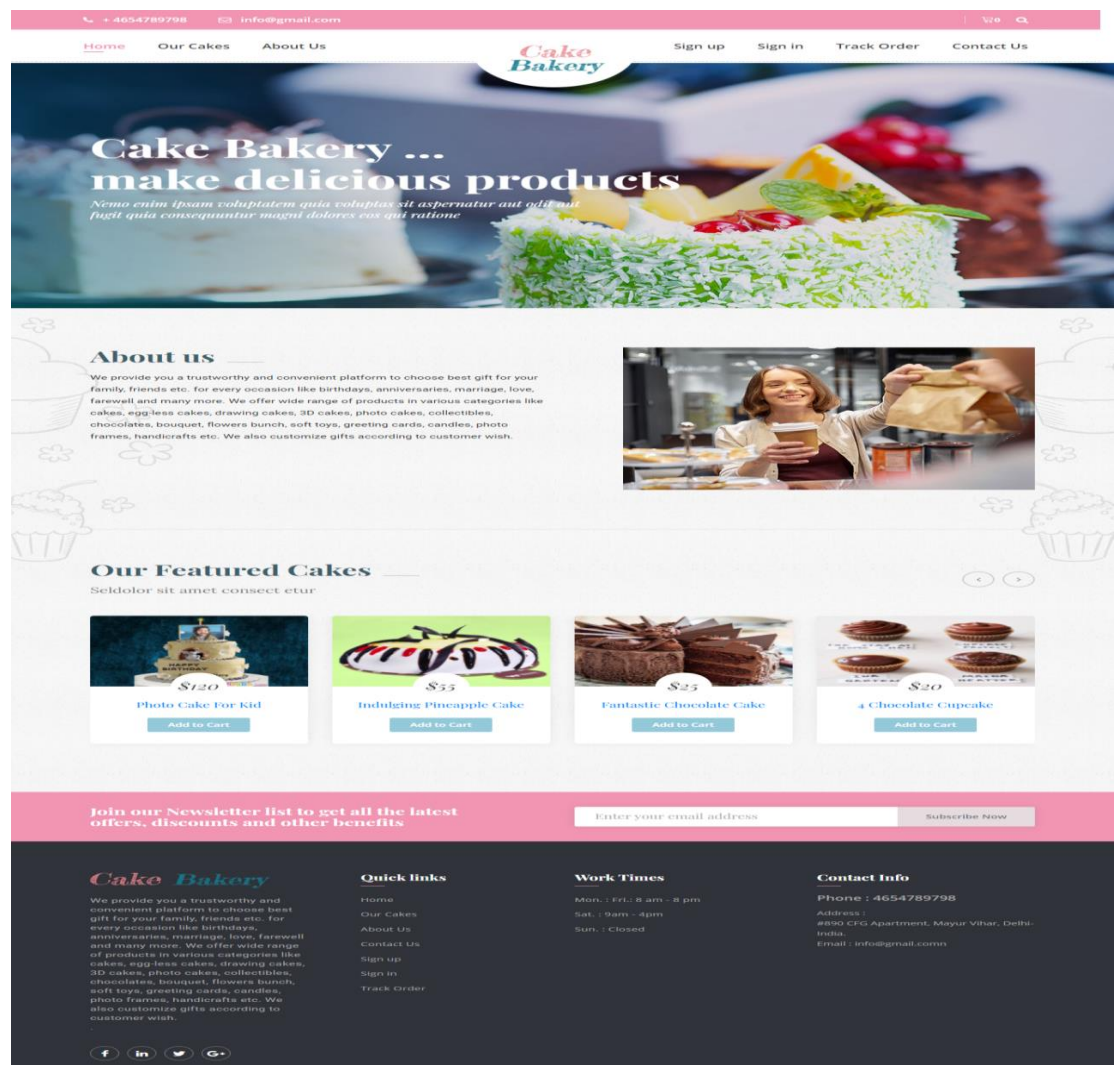 + 4654789798
info@gmail.com
0
Home
Our Cakes
About Us
Cake
Bakery
Sign up
Sign in
Track Order
Contact Us
Cake Bakery ...
make delicious products
Nemo enim ipsam voluptatem quia voluptas sit aspernatur aut odit aut
fugit quia consequuntur magni dolores eos qui ratione
About us
We provide you a trustworthy and convenient platform to choose best gift for your
family, friends etc. for every occasion like birthdays, anniversaries, marriage, love,
farewell and many more. We offer wide range of products in various categories like
cakes, egg-less cakes, drawing cakes, 3D cakes, photo cakes, collectibles,
chocolates, bouquet, flowers bunch, soft toys, greeting cards, candles, photo
frames, handicrafts etc. We also customize gifts according to customer wish.
Our Featured Cakes
Seldolor sit amet consect etur
HAPPY
BIRTHDAY
$120
Photo Cake For Kid
Add to Cart
$55
Indulging Pineapple Cake
Add to Cart
$25
Fantastic Chocolate Cake
Add to Cart
$20
4 Chocolate Cupcake
Add to Cart
Join our Newsletter list to get all the latest
offers, discounts and other benefits
Enter your email address
Subscribe Now
Cake Bakery
We provide you a trustworthy and
convenient platform to choose best
gift for your family, friends etc. for
every occasion like birthdays,
anniversaries, marriage, love, farewell
and many more. We offer wide range
of products in various categories like
cakes, egg-less cakes, drawing cakes,
3D cakes, photo cakes, collectibles,
chocolates, bouquet, flowers bunch,
soft toys, greeting cards, candles,
photo frames, handicrafts etc. We
also customize gifts according to
customer wish.
.
Quick links
Home
Our Cakes
About Us
Contact Us
Sign up
Sign in
Track Order
Work Times
Mon. : Fri.: 8 am - 8 pm
Sat. : 9am - 4pm
Sun. : Closed
Contact Info
Phone : 4654789798
Address :
#890 CFG Apartment, Mayur Vihar, Delhi-
India.
Email : info@gmail.comn